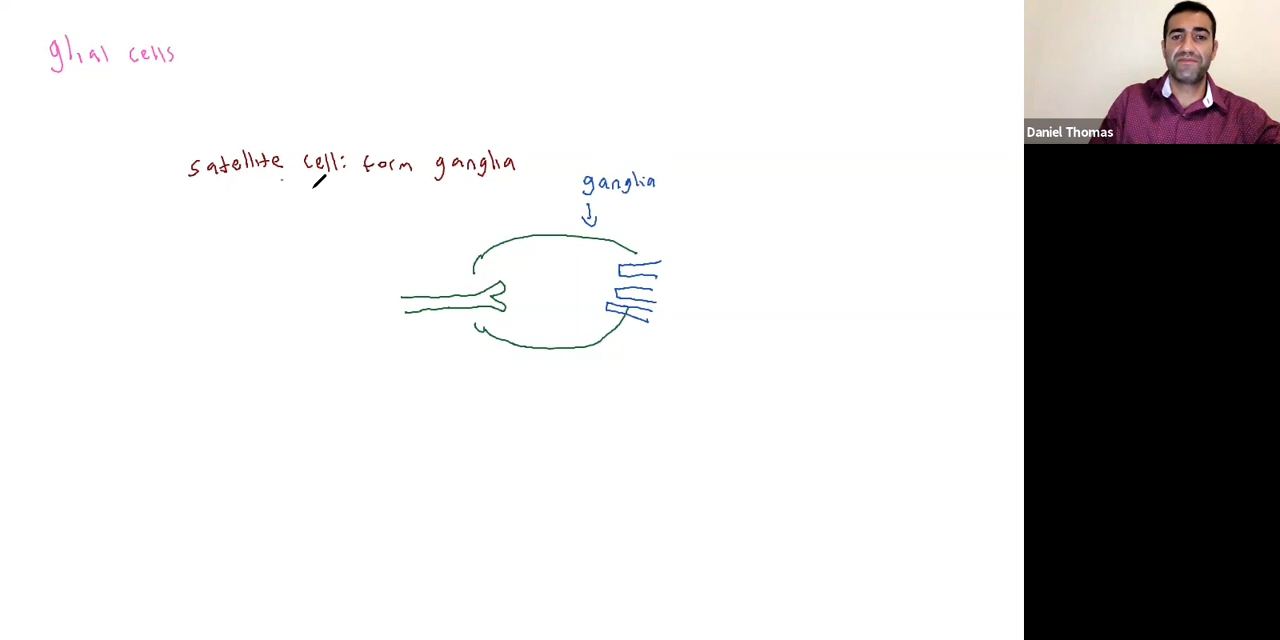 glial cells
Daniel Thomas
satellite cell: form ganglia
ganglia